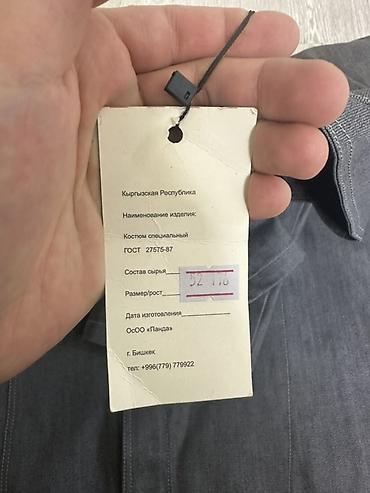 Кыргызская Республика
Наименование изделия:
Костюм специальный
ГОСТ 27575-87
Состав сырья
52 176
Размер/рост
Дата изготовления
ОсОО «Панда»
г. Бишкек
тел: +996(779) 779922